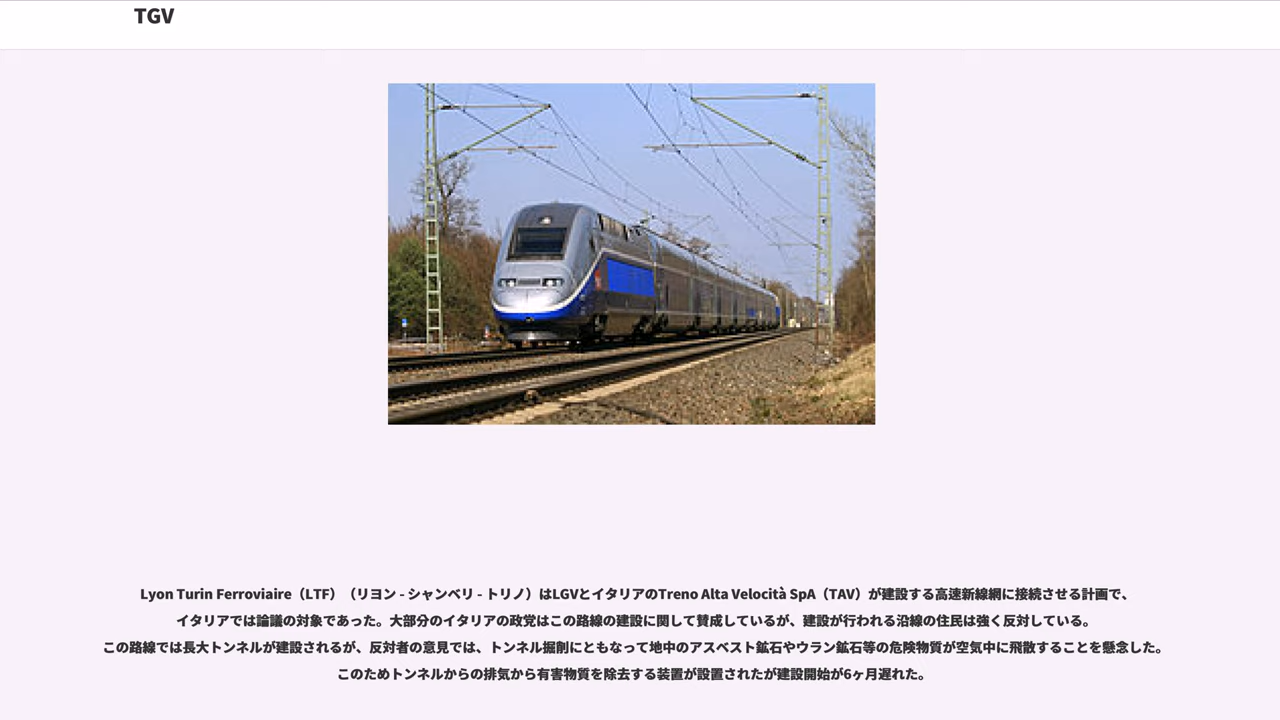 TGV
Lyon Turin Ferroviaire（LTF）（リヨン - シャンベリ - トリノ）はLGVとイタリアのTreno Alta Velocità SpA（TAV）が建設する高速新線網に接続させる計画で、
イタリアでは論議の対象であった。大部分のイタリアの政党はこの路線の建設に関して賛成しているが、建設が行われる沿線の住民は強く反対している。
この路線では長大トンネルが建設されるが、反対者の意見では、トンネル掘削にともなって地中のアスベスト鉱石やウラン鉱石等の危険物質が空気中に飛散することを懸念した。
このためトンネルからの排気から有害物質を除去する装置が設置されたが建設開始が6ヶ月遅れた。